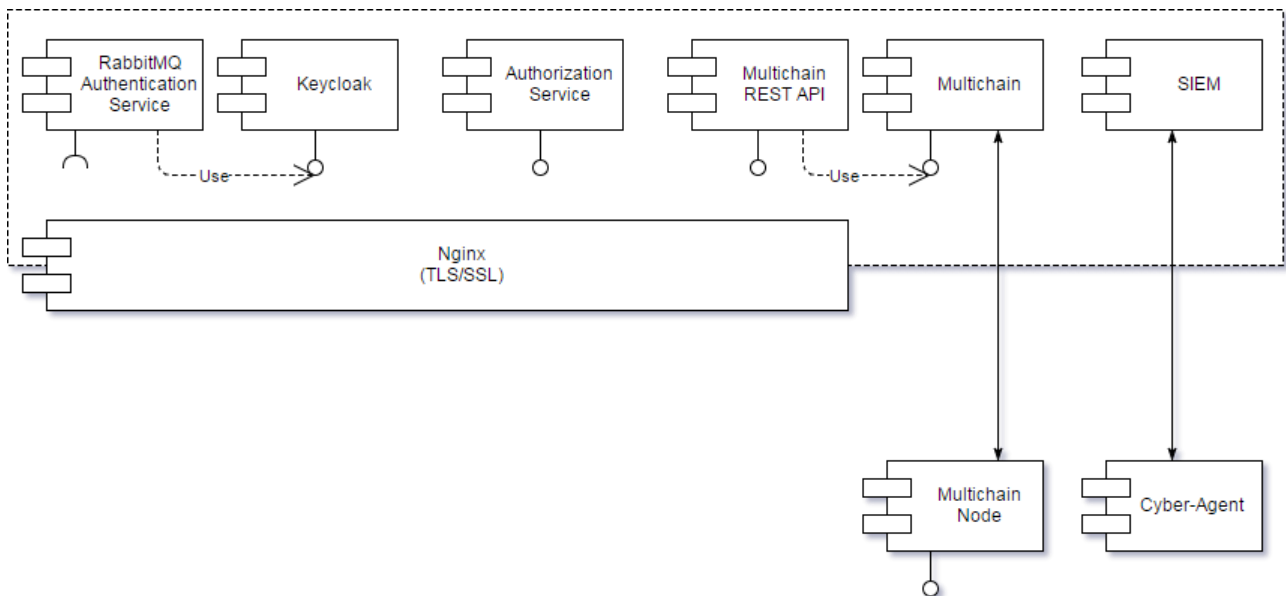 RabbitMQ
Authentication
Service
Keycloak
Authorization
Service
Multichain
REST API
Multichain
SIEM
Use
Use
Nginx
(TLS/SSL)
Multichain
Node
Cyber-Agent